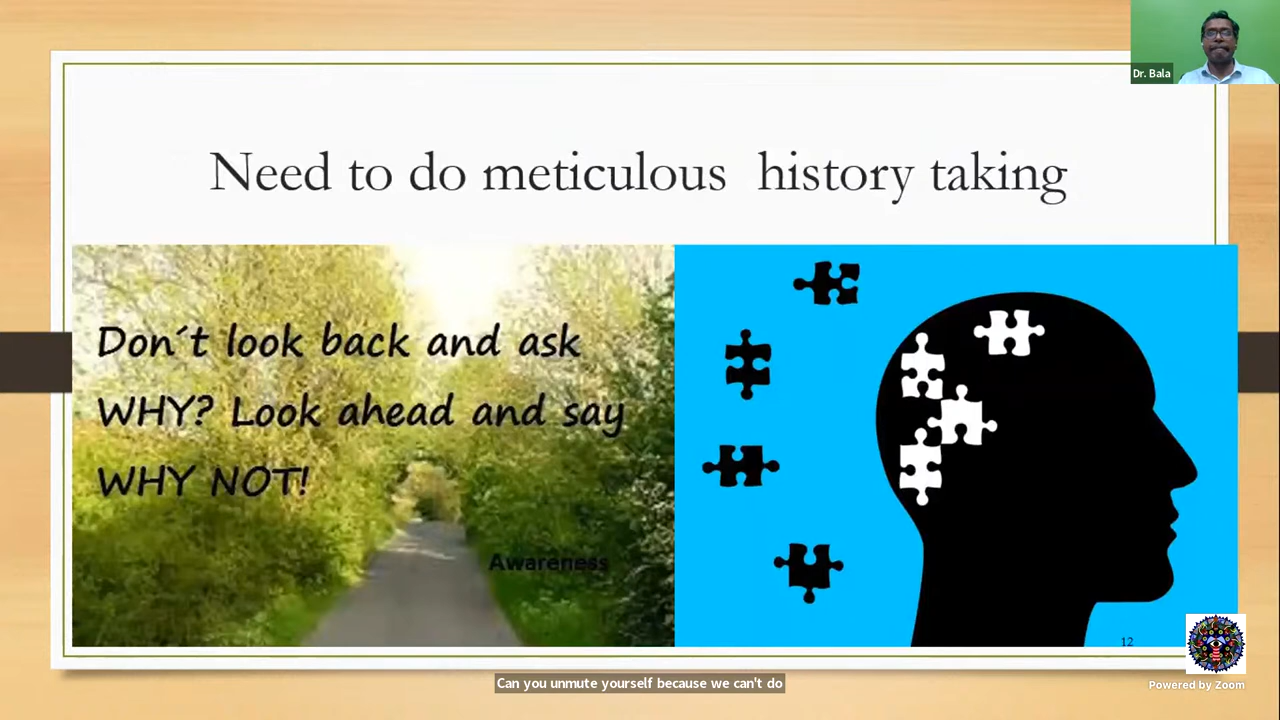 Dr. Bala
Need to do meticulous  history taking
Don´t look back and ask
WHY? Look ahead and say
WHY NOT!
Awareness
12
Can you unmute yourself because we can't do
Powered by Zoom